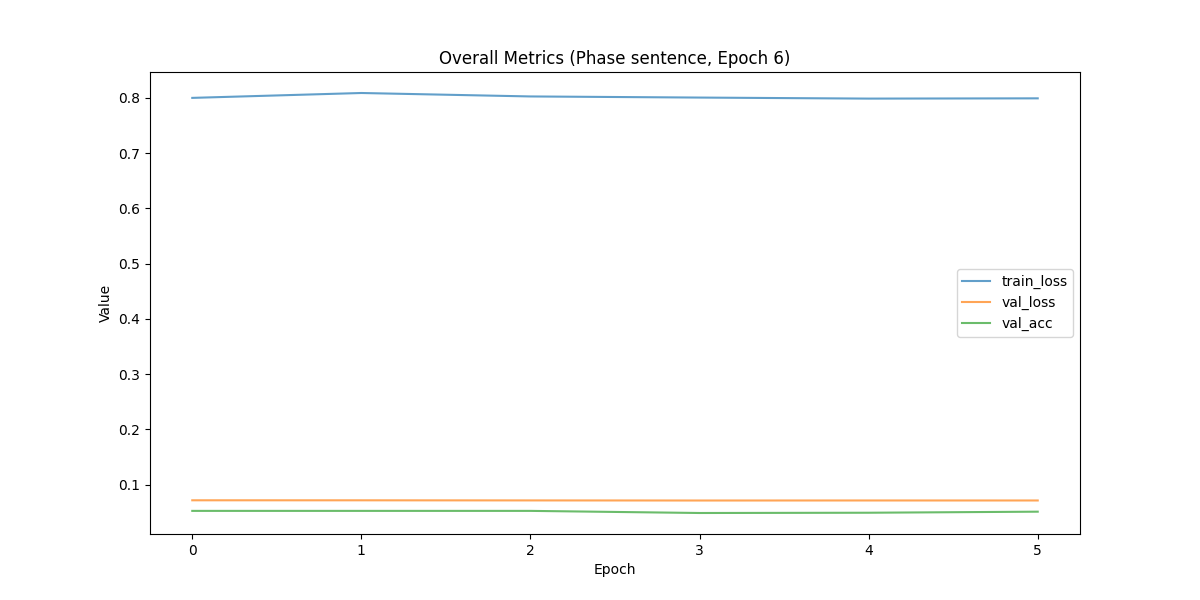 Overall Metrics (Phase sentence, Epoch 6)
0.8
0.7
0.6
0.5
0.4
0.3
0.2
0.1
Value
train_loss
val_loss
val_acc
0 1 2 3 4 5
Epoch